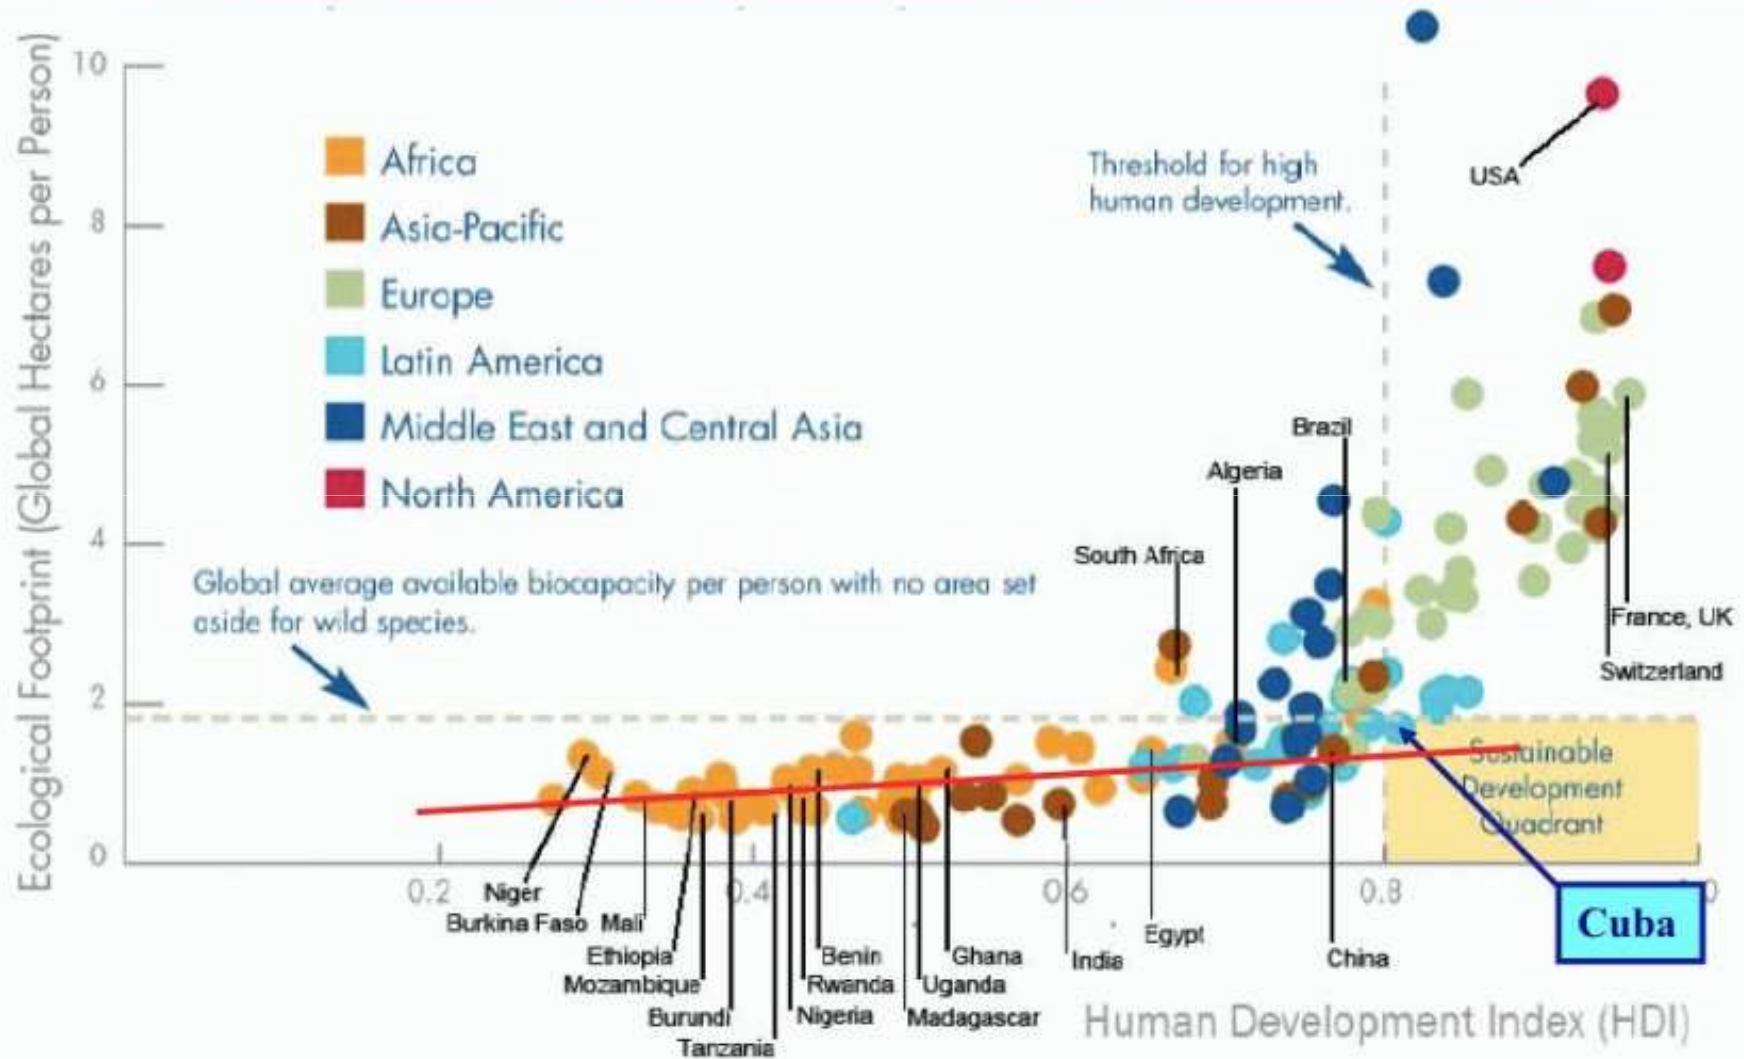 Ecological Footprint (Global Hectares per Person)
10
8
6
4
2
0
Africa
Asia-Pacific
Europe
Latin America
Middle East and Central Asia
North America
Threshold for high
human development.
USA
Global average available biocapacity per person with no area set
aside for wild species.
Brazil
Algeria
South Africa
France, UK
Switzerland
Sustainable
Development
Quadrant
0.2
0.4
0.6
0.8
.0
Niger
Burkina Faso
Mali
Ethiopia
Mozambique
Burundi
Tanzania
Benin
Rwanda
Nigeria
Ghana
Uganda
Madagascar
India
Egypt
China
Cuba
Human Development Index (HDI)